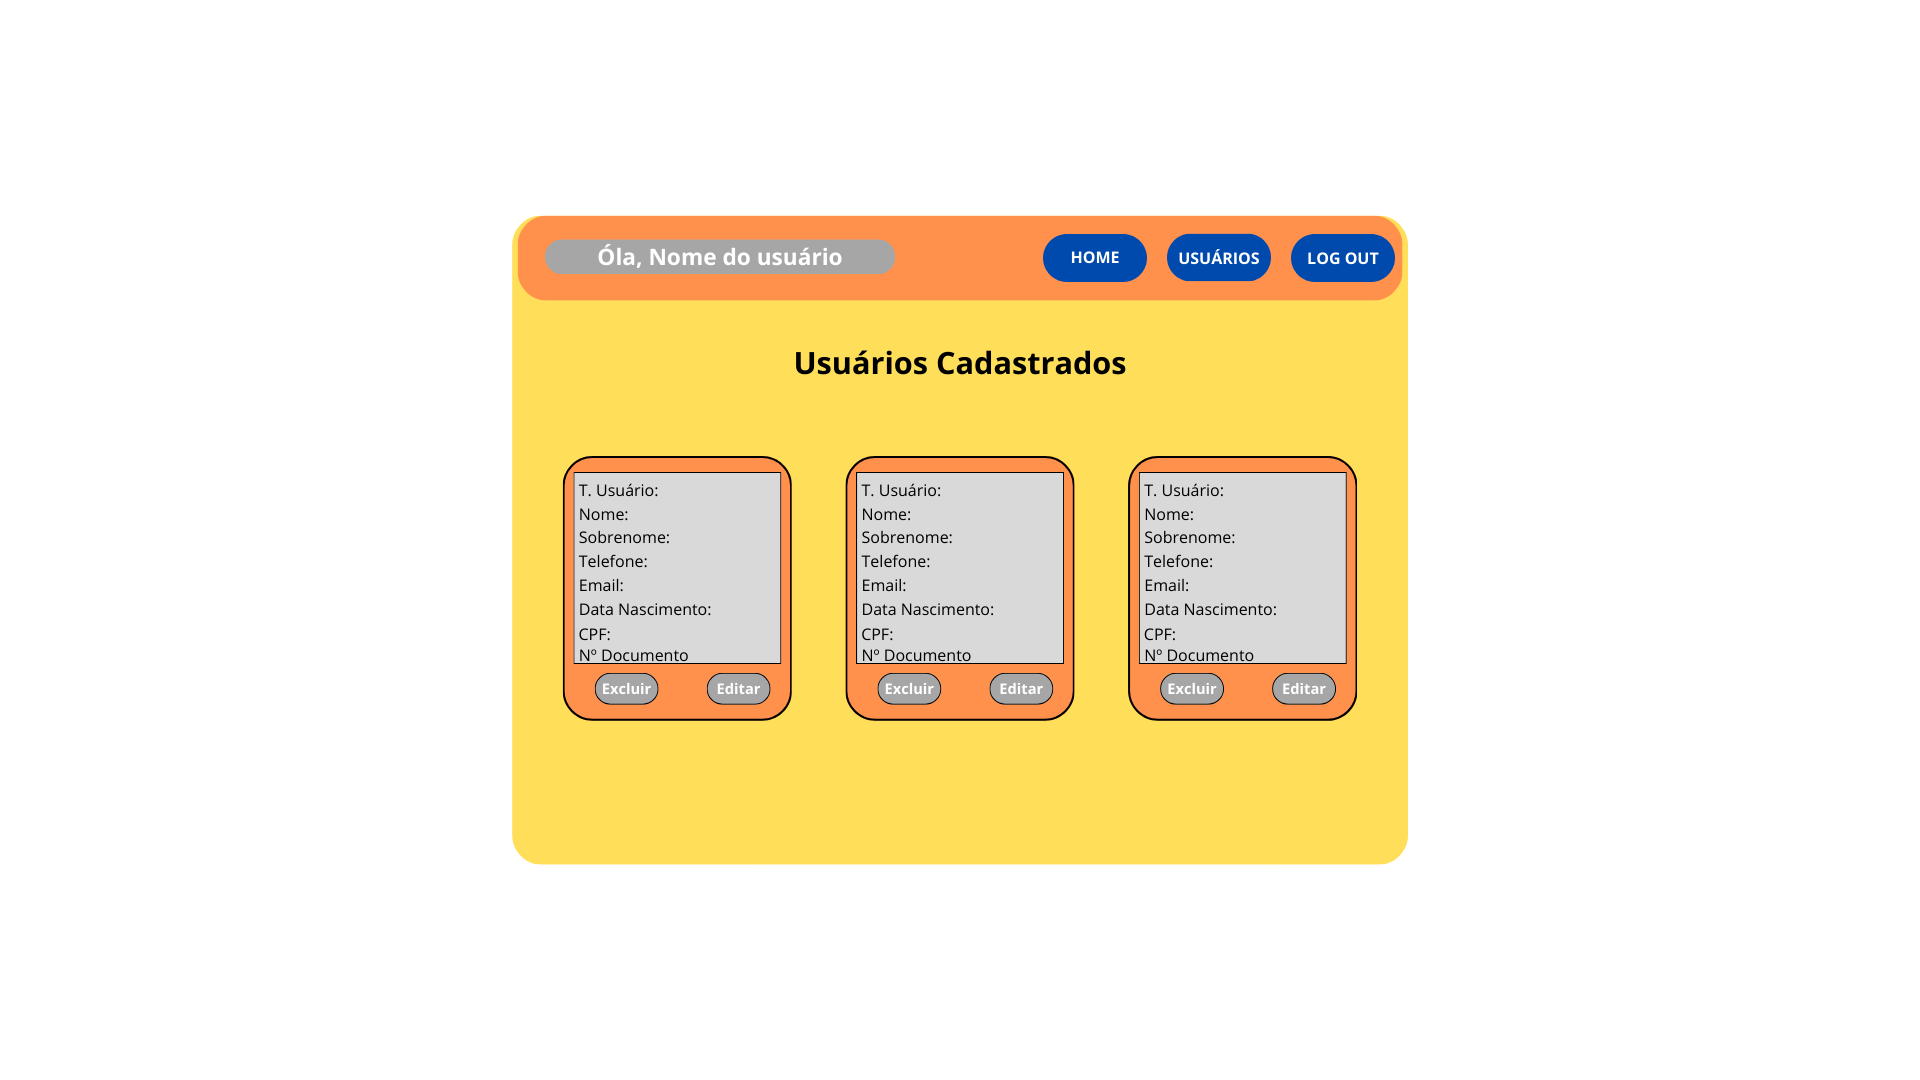 Óla, Nome do usuário
HOME
USUÁRIOS
LOG OUT
Usuários Cadastrados
T. Usuário:
Nome:
Sobrenome:
Telefone:
Email:
Data Nascimento:
CPF:
Nº Documento
Excluir
Editar
T. Usuário:
Nome:
Sobrenome:
Telefone:
Email:
Data Nascimento:
CPF:
Nº Documento
Excluir
Editar
T. Usuário:
Nome:
Sobrenome:
Telefone:
Email:
Data Nascimento:
CPF:
Nº Documento
Excluir
Editar